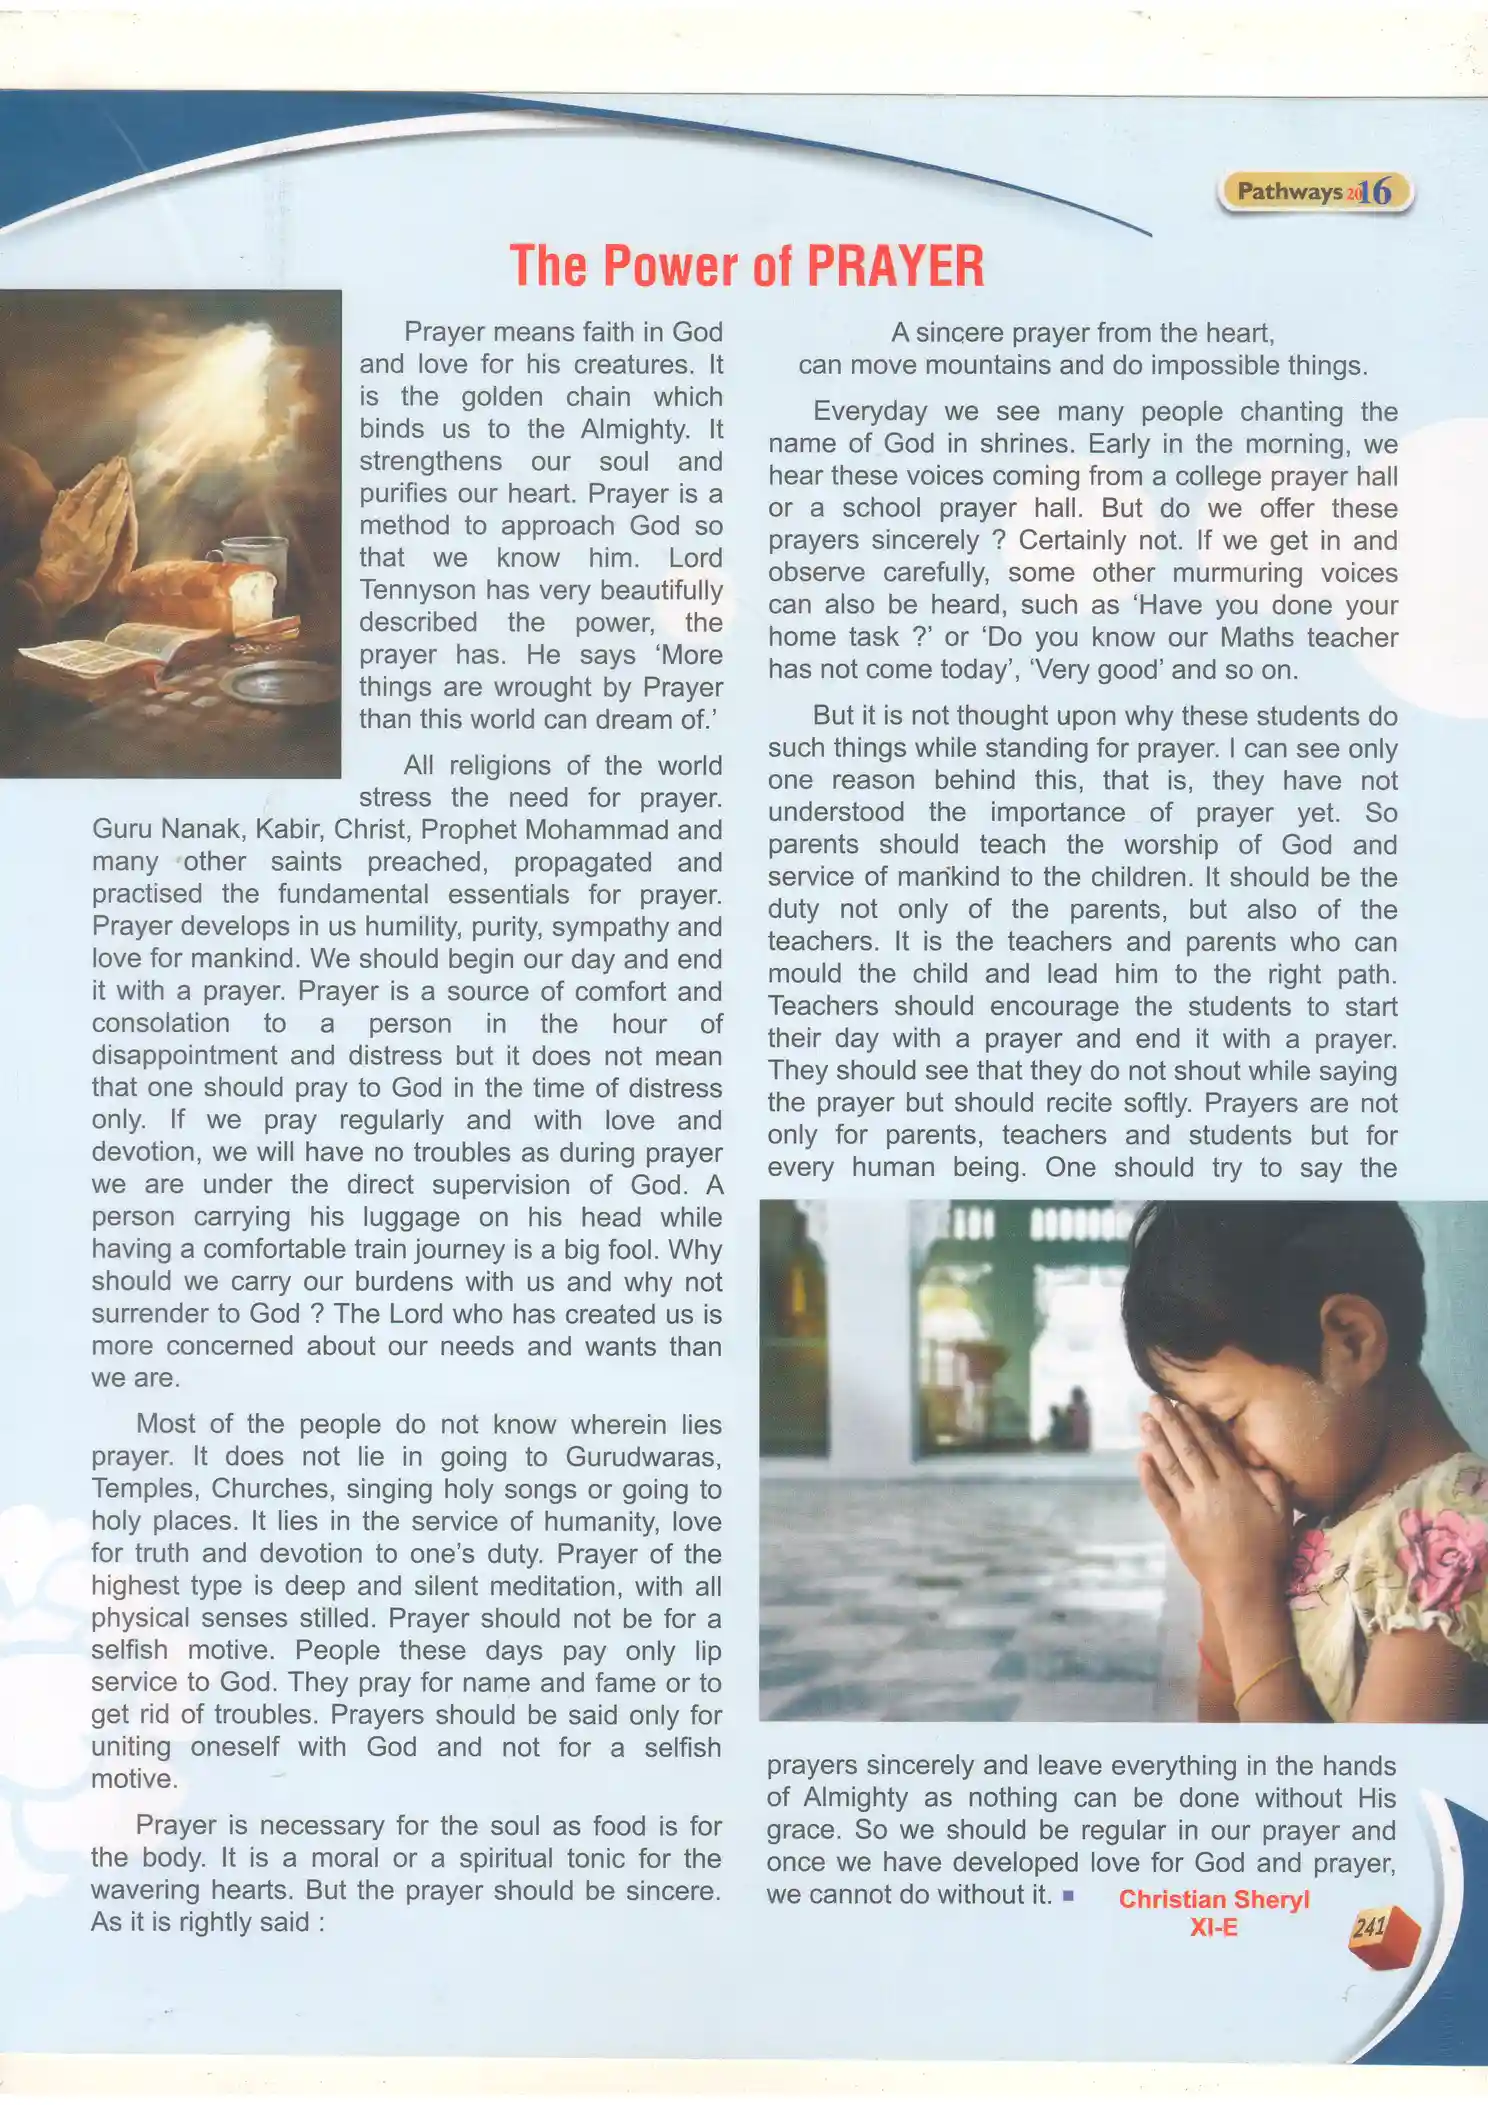 Pathways 2016
The Power of PRAYER
Prayer means faith in God
and love for his creatures. It
is the golden chain which
binds us to the Almighty. It
strengthens our soul and
purifies our heart. Prayer is a
method to approach God so
that we know him. Lord
Tennyson has very beautifully
described the power, the
prayer has. He says ‘More
things are wrought by Prayer
than this world can dream of.’
All religions of the world
stress the need for prayer.
Guru Nanak, Kabir, Christ, Prophet Mohammad and
many other saints preached, propagated and
practised the fundamental essentials for prayer.
Prayer develops in us humility, purity, sympathy and
love for mankind. We should begin our day and end
it with a prayer. Prayer is a source of comfort and
consolation to a person in the hour of
disappointment and distress but it does not mean
that one should pray to God in the time of distress
only. If we pray regularly and with love and
devotion, we will have no troubles as during prayer
we are under the direct supervision of God. A
person carrying his luggage on his head while
having a comfortable train journey is a big fool. Why
should we carry our burdens with us and why not
surrender to God ? The Lord who has created us is
more concerned about our needs and wants than
we are.
Most of the people do not know wherein lies
prayer. It does not lie in going to Gurudwaras,
Temples, Churches, singing holy songs or going to
holy places. It lies in the service of humanity, love
for truth and devotion to one’s duty. Prayer of the
highest type is deep and silent meditation, with all
physical senses stilled. Prayer should not be for a
selfish motive. People these days pay only lip
service to God. They pray for name and fame or to
get rid of troubles. Prayers should be said only for
uniting oneself with God and not for a selfish
motive.
Prayer is necessary for the soul as food is for
the body. It is a moral or a spiritual tonic for the
wavering hearts. But the prayer should be sincere.
As it is rightly said :
A sincere prayer from the heart,
can move mountains and do impossible things.
Everyday we see many people chanting the
name of God in shrines. Early in the morning, we
hear these voices coming from a college prayer hall
or a school prayer hall. But do we offer these
prayers sincerely ? Certainly not. If we get in and
observe carefully, some other murmuring voices
can also be heard, such as ‘Have you done your
home task ?’ or ‘Do you know our Maths teacher
has not come today’, ‘Very good’ and so on.
But it is not thought upon why these students do
such things while standing for prayer. I can see only
one reason behind this, that is, they have not
understood the importance of prayer yet. So
parents should teach the worship of God and
service of mankind to the children. It should be the
duty not only of the parents, but also of the
teachers. It is the teachers and parents who can
mould the child and lead him to the right path.
Teachers should encourage the students to start
their day with a prayer and end it with a prayer.
They should see that they do not shout while saying
the prayer but should recite softly. Prayers are not
only for parents, teachers and students but for
every human being. One should try to say the
prayers sincerely and leave everything in the hands
of Almighty as nothing can be done without His
grace. So we should be regular in our prayer and
once we have developed love for God and prayer,
we cannot do without it. ▪ Christian Sheryl
XI-E
241